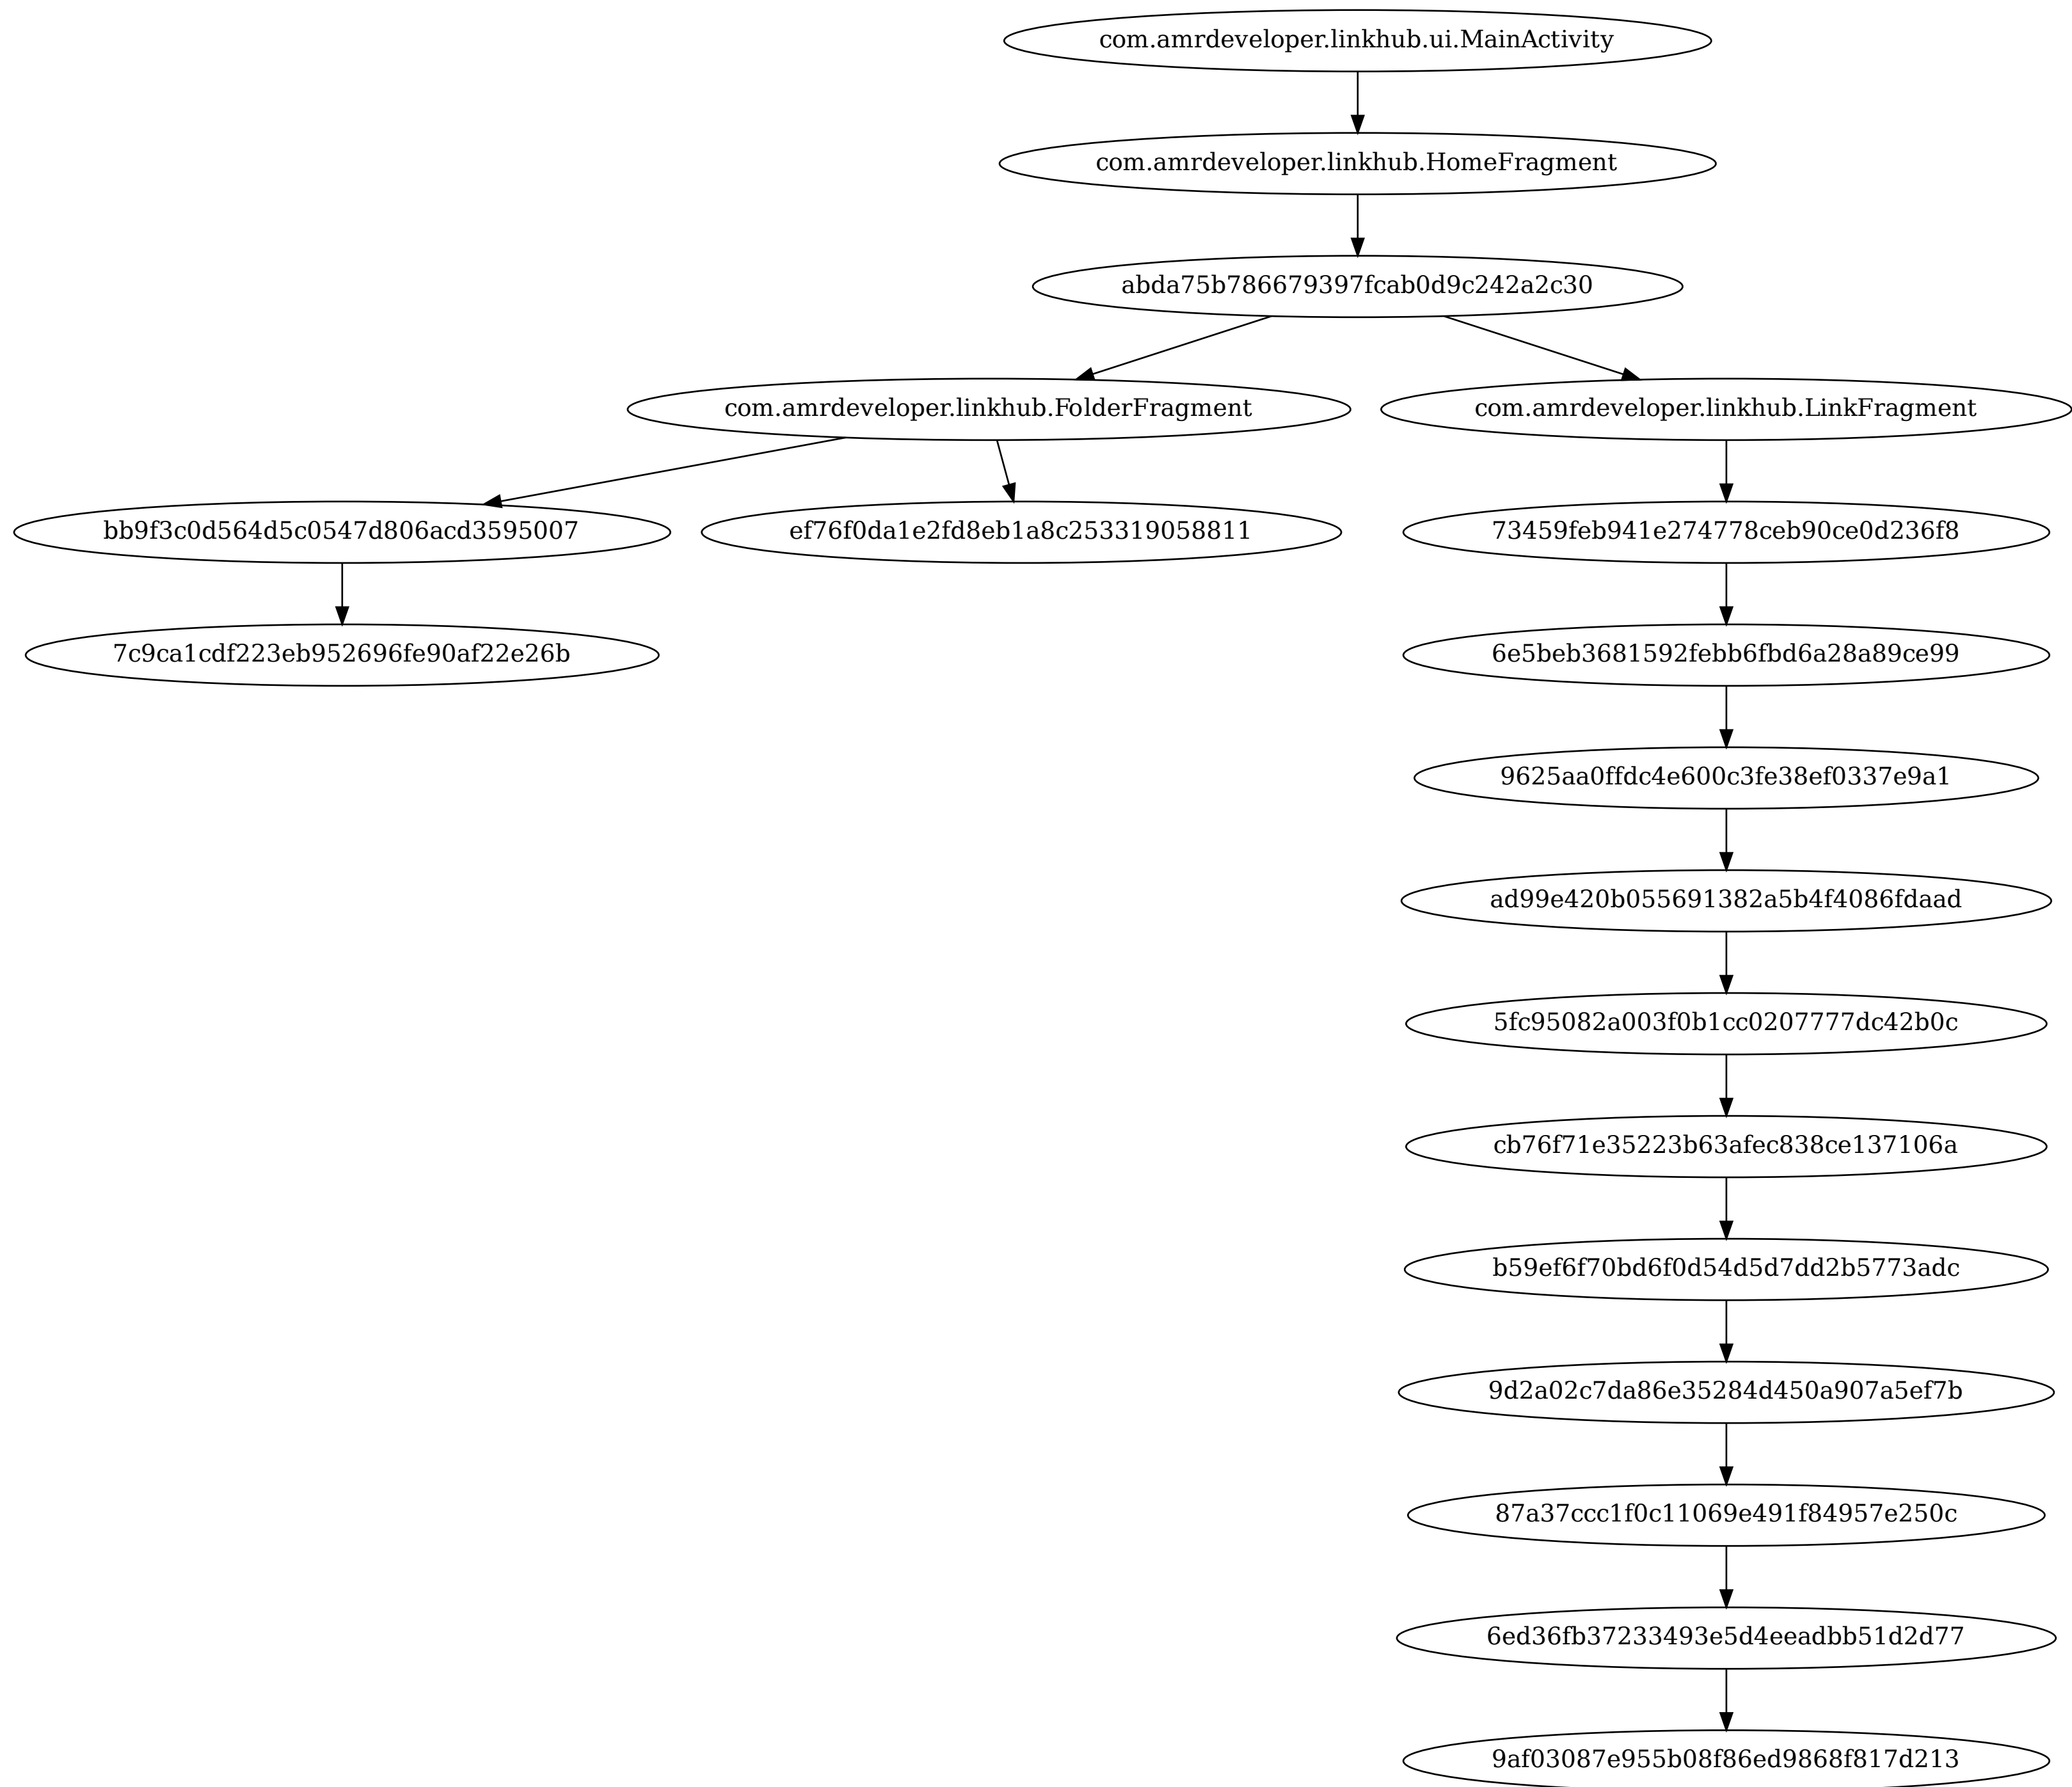 com.amrdeveloper.linkhub.ui.MainActivity
com.amrdeveloper.linkhub.HomeFragment
abda75b786679397fcab0d9c242a2c30
com.amrdeveloper.linkhub.FolderFragment
com.amrdeveloper.linkhub.LinkFragment
bb9f3c0d564d5c0547d806acd3595007
ef76f0da1e2fd8eb1a8c253319058811
73459feb941e274778ceb90ce0d236f8
7c9ca1cdf223eb952696fe90af22e26b
6e5beb3681592febb6fbd6a28a89ce99
9625aa0ffdc4e600c3fe38ef0337e9a1
ad99e420b055691382a5b4f4086fdaad
5fc95082a003f0b1cc0207777dc42b0c
cb76f71e35223b63afec838ce137106a
b59ef6f70bd6f0d54d5d7dd2b5773adc
9d2a02c7da86e35284d450a907a5ef7b
87a37ccc1f0c11069e491f84957e250c
6ed36fb37233493e5d4eeadbb51d2d77
9af03087e955b08f86ed9868f817d213